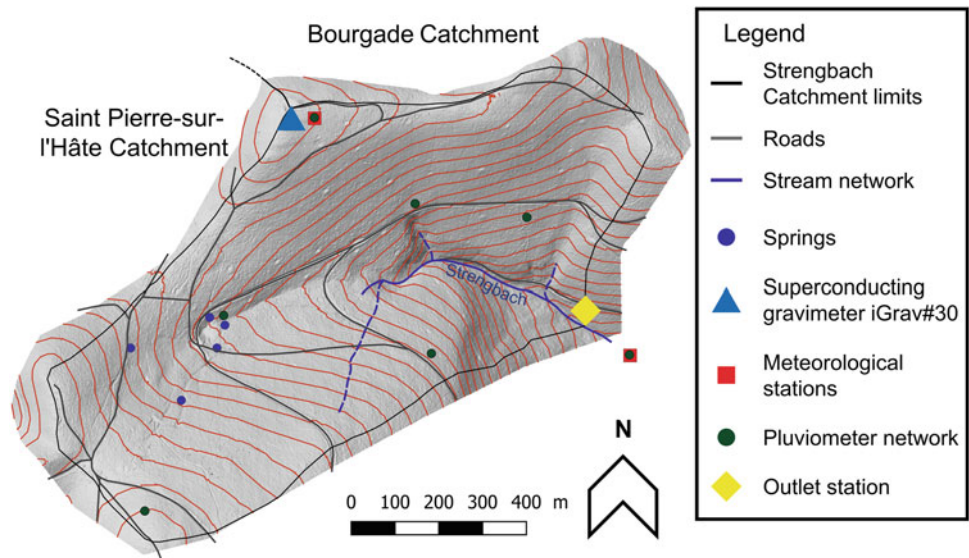 Bourgade Catchment
Saint Pierre-sur-
l'Hâte Catchment
Strengbach
N
0 100 200 300 400 m
Legend
Strengbach
Catchment limits
Roads
Stream network
Springs
Superconducting
gravimeter iGrav#30
Meteorological
stations
Pluviometer network
Outlet station